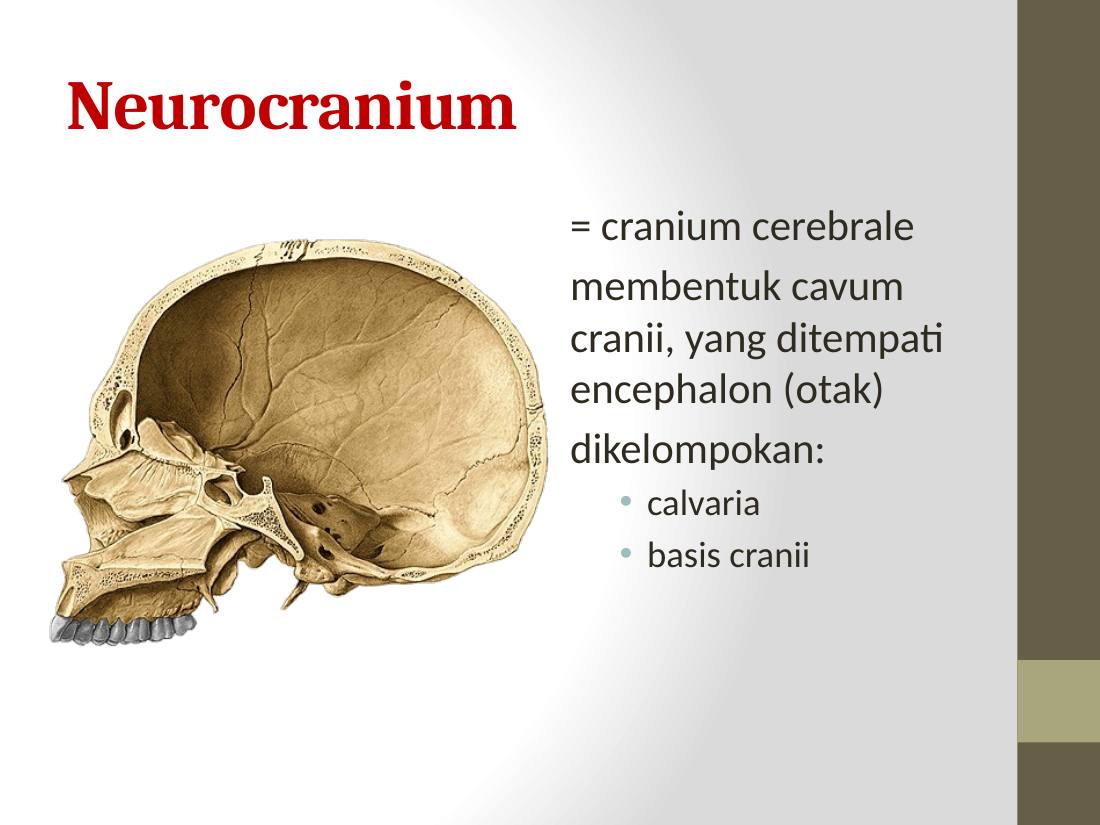 Neurocranium
= cranium cerebrale
membentuk cavum
cranii, yang ditempati
encephalon (otak)
dikelompokan:
• calvaria
• basis cranii